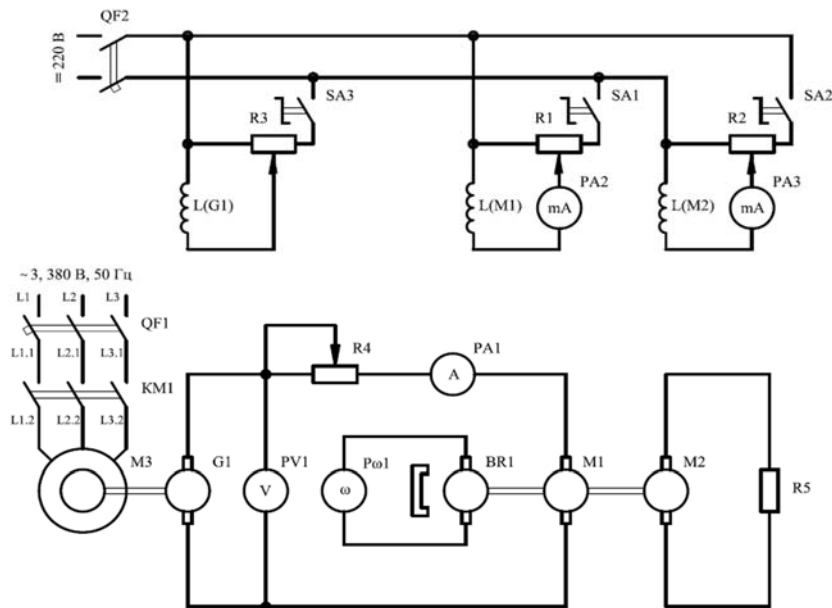 QF2
= 220 В
SA3
SA1
SA2
R3
R1
R2
PA2
PA3
L(G1)
L(M1)
mA
L(M2)
mA
~ 3, 380 В, 50 Гц
L1
L2
L3
QF1
L1.1
L2.1
L3.1
R4
PA1
A
KM1
L1.2
L2.2
L3.2
M3
G1
PV1
Pω1
BR1
M1
M2
V
ω
R5